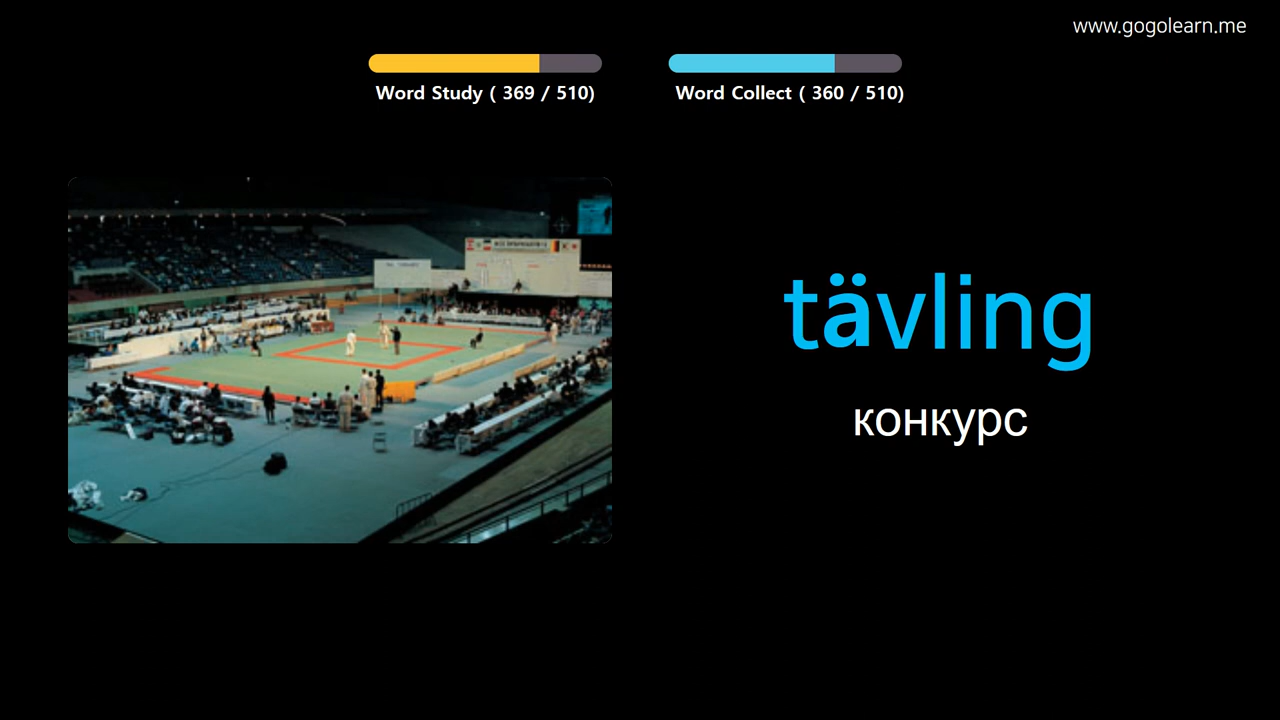 www.gogolearn.me
Word Study ( 369 / 510)
Word Collect ( 360 / 510)
tävling
конкурс